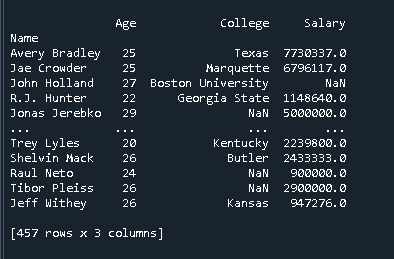 Age College Salary
Name
Avery Bradley 25 Texas 7730337.0
Jae Crowder 25 Marquette 6796117.0
John Holland 27 Boston University NaN
R.J. Hunter 22 Georgia State 1148640.0
Jonas Jerebko 29 NaN 5000000.0
... ... ... ...
Trey Lyles 20 Kentucky 2239800.0
Shelvin Mack 26 Butler 2433333.0
Raul Neto 24 NaN 900000.0
Tibor Pleiss 26 NaN 2900000.0
Jeff Withey 26 Kansas 947276.0
[457 rows x 3 columns]